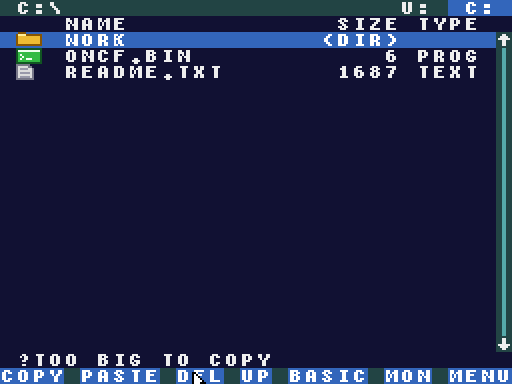 C:\ V: C:
NAME SIZE TYPE
WORK <DIR>
ONCF.BIN 6 PROG
README.TXT 1687 TEXT
?TOO BIG TO COPY
COPY PASTE DEL UP BASIC MON MENU